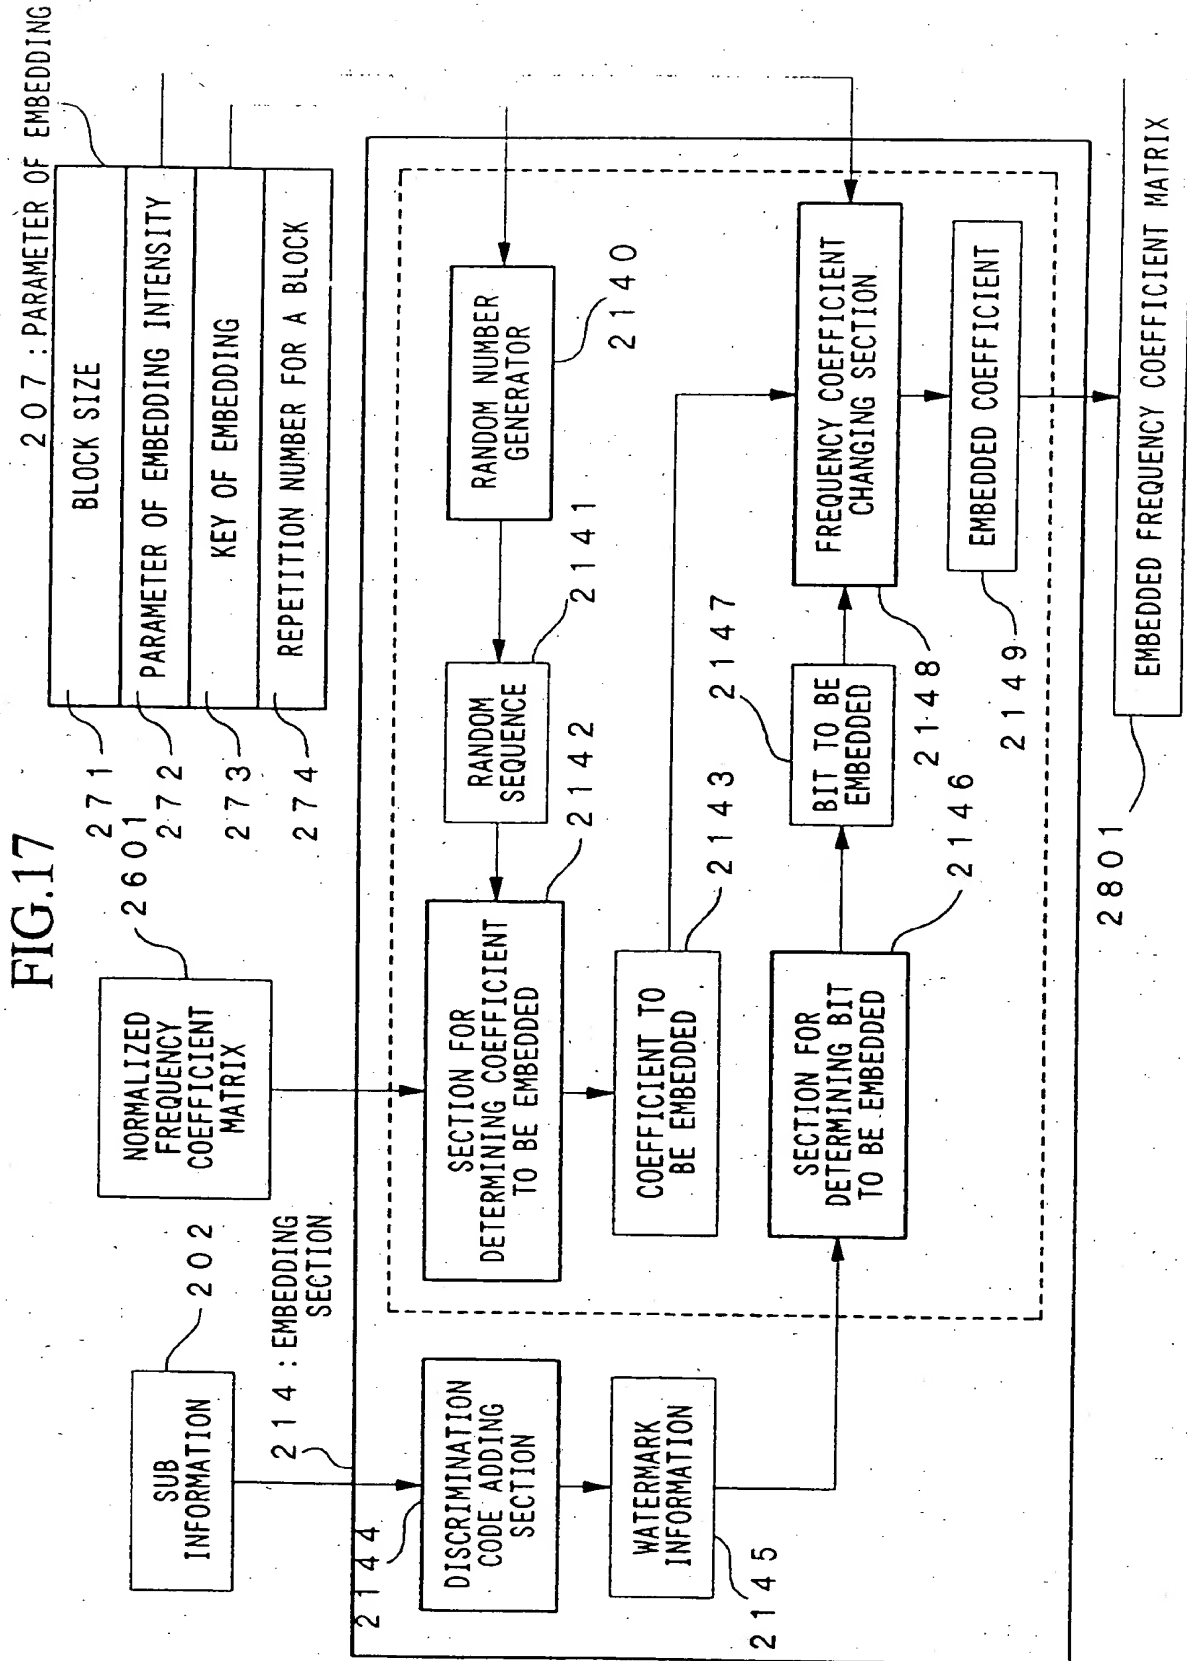 FIG.17
207 : PARAMETER OF EMBEDDING
271
BLOCK SIZE
272
PARAMETER OF EMBEDDING INTENSITY
273
KEY OF EMBEDDING
274
REPETITION NUMBER FOR A BLOCK
SUB
INFORMATION
202
NORMALIZED
FREQUENCY
COEFFICIENT
MATRIX
2601
214 : EMBEDDING
SECTION
2144
DISCRIMINATION
CODE ADDING
SECTION
SECTION FOR
DETERMINING COEFFICIENT
TO BE EMBEDDED
2142
RANDOM
SEQUENCE
2141
RANDOM NUMBER
GENERATOR
2140
WATERMARK
INFORMATION
2145
COEFFICIENT TO
BE EMBEDDED
2143
SECTION FOR
DETERMINING BIT
TO BE EMBEDDED
2146
BIT TO BE
EMBEDDED
2147
FREQUENCY COEFFICIENT
CHANGING SECTION
2148
EMBEDDED COEFFICIENT
2149
2801
EMBEDDED FREQUENCY COEFFICIENT MATRIX